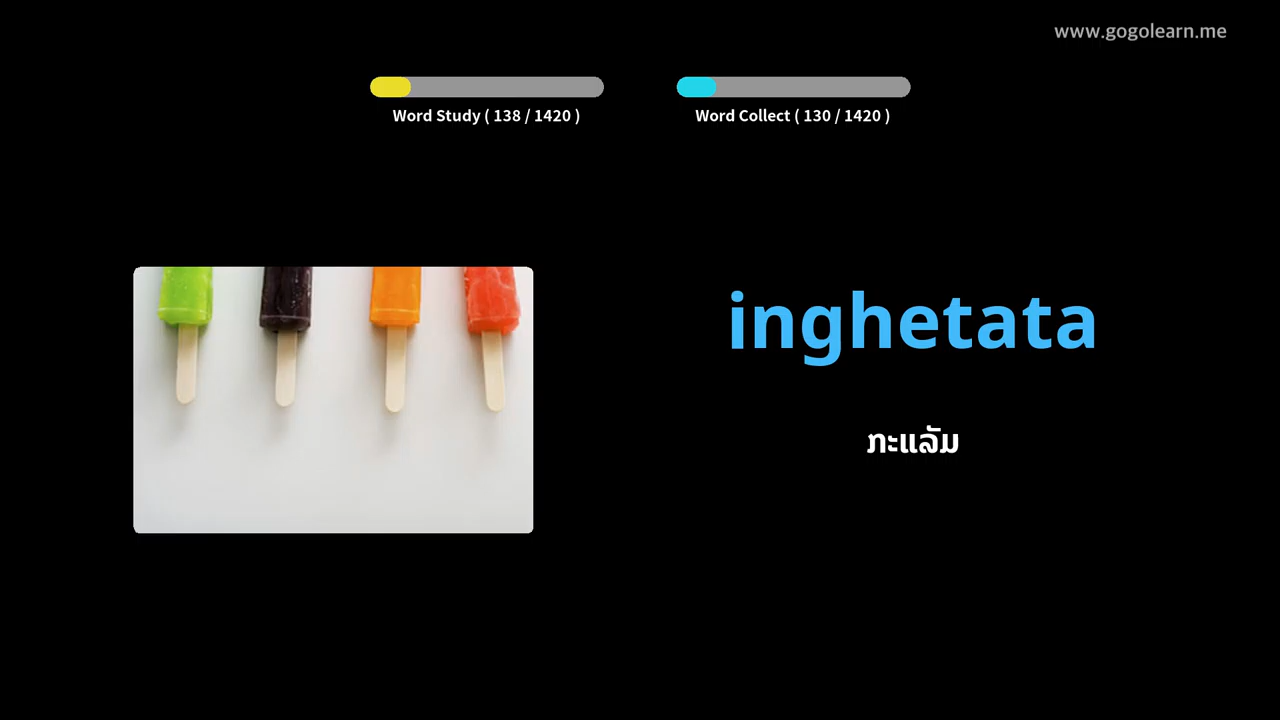 www.gogolearn.me
Word Study ( 138 / 1420 )
Word Collect ( 130 / 1420 )
inghetata
ກະແລັມ